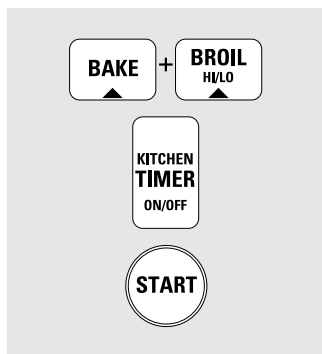 BAKE + BROIL
HI/LO
KITCHEN
TIMER
ON/OFF
START